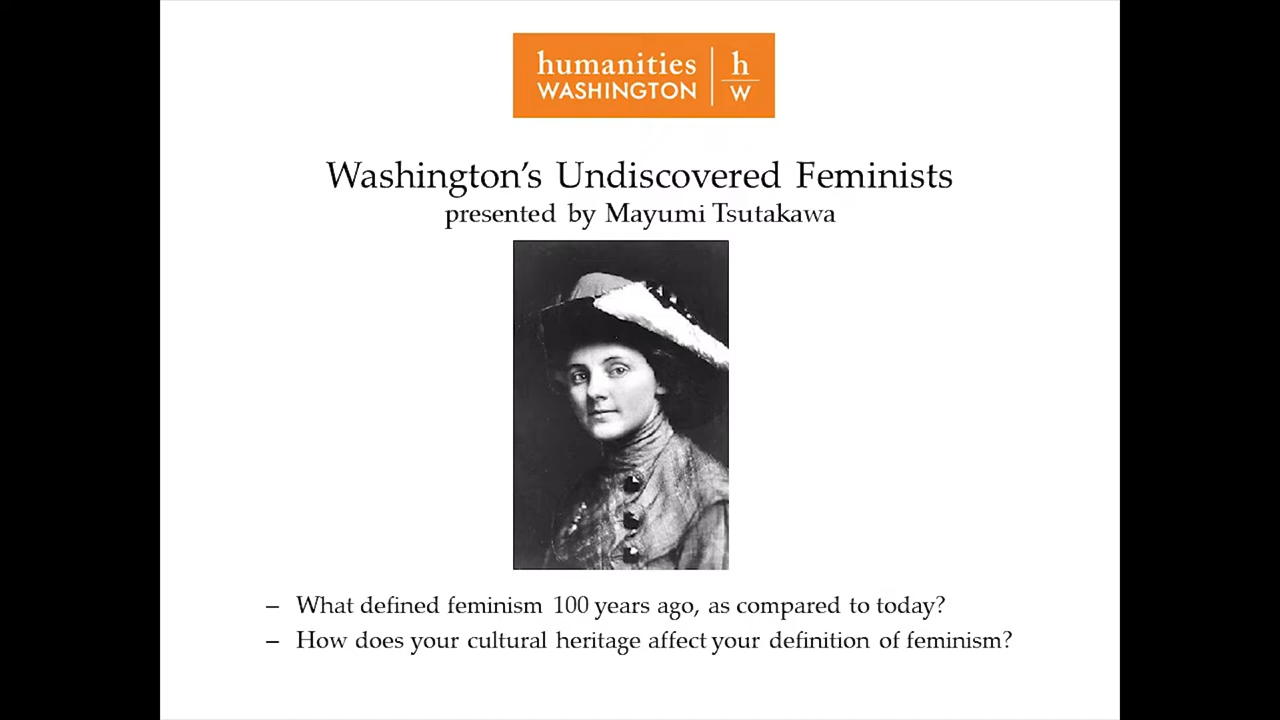 humanities
WASHINGTON
h
W
Washington's Undiscovered Feminists
presented by Mayumi Tsutakawa
– What defined feminism 100 years ago, as compared to today?
– How does your cultural heritage affect your definition of feminism?